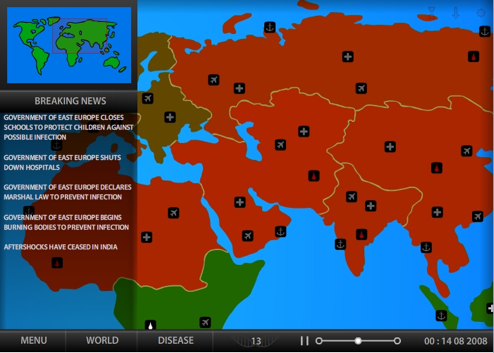 BREAKING NEWS
GOVERNMENT OF EAST EUROPE CLOSES
SCHOOLS TO PROTECT CHILDREN AGAINST
POSSIBLE INFECTION
GOVERNMENT OF EAST EUROPE SHUTS
DOWN HOSPITALS
GOVERNMENT OF EAST EUROPE DECLARES
MARSHAL LAW TO PREVENT INFECTION
GOVERNMENT OF EAST EUROPE BEGINS
BURNING BODIES TO PREVENT INFECTION
AFTERSHOCKS HAVE CEASED IN INDIA
MENU WORLD DISEASE 13 00 : 14 08 2008